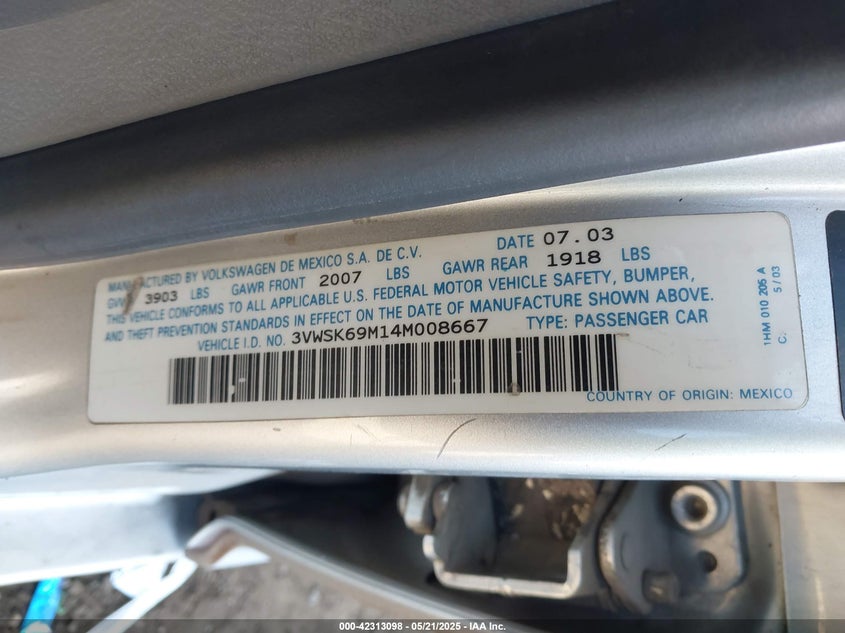 MANUFACTURED BY VOLKSWAGEN DE MEXICO S.A. DE C.V. DATE 07.03
3903 LBS GAWR FRONT 2007 LBS GAWR REAR 1918 LBS
THIS VEHICLE CONFORMS TO ALL APPLICABLE U.S. FEDERAL MOTOR VEHICLE SAFETY, BUMPER,
AND THEFT PREVENTION STANDARDS IN EFFECT ON THE DATE OF MANUFACTURE SHOWN ABOVE.
VEHICLE I.D. NO. 3VWSK69M14M008667 TYPE: PASSENGER CAR
COUNTRY OF ORIGIN: MEXICO
1HM 010 205 A
C. 5/03
000-42313098 - 05/21/2025 - IAA Inc.